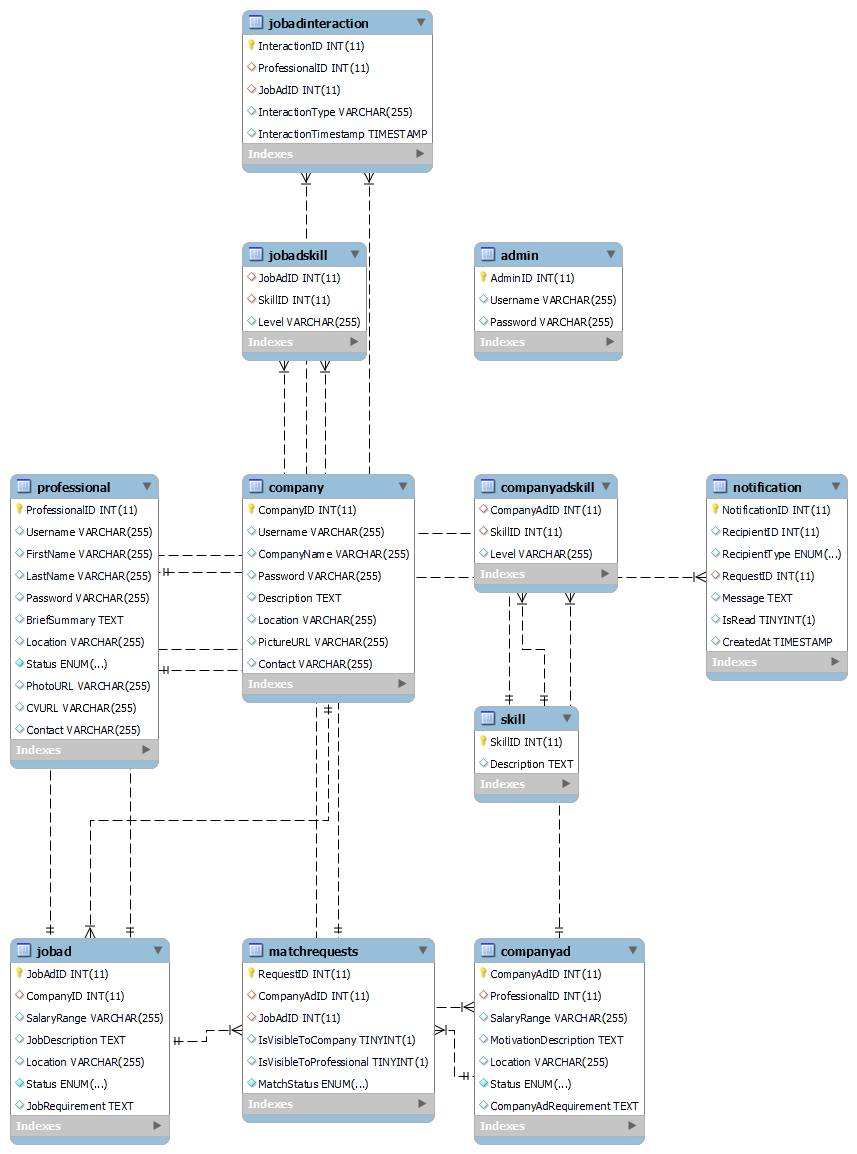 jobadinteraction
InteractionID INT(11)
ProfessionalID INT(11)
JobAdID INT(11)
InteractionType VARCHAR(255)
InteractionTimestamp TIMESTAMP
Indexes
jobadskill
JobAdID INT(11)
SkillID INT(11)
Level VARCHAR(255)
Indexes
admin
AdminID INT(11)
Username VARCHAR(255)
Password VARCHAR(255)
Indexes
professional
ProfessionalID INT(11)
Username VARCHAR(255)
FirstName VARCHAR(255)
LastName VARCHAR(255)
Password VARCHAR(255)
BriefSummary TEXT
Location VARCHAR(255)
Status ENUM(...)
PhotoURL VARCHAR(255)
CVURL VARCHAR(255)
Contact VARCHAR(255)
Indexes
company
CompanyID INT(11)
Username VARCHAR(255)
CompanyName VARCHAR(255)
Password VARCHAR(255)
Description TEXT
Location VARCHAR(255)
PictureURL VARCHAR(255)
Contact VARCHAR(255)
Indexes
companyadskill
CompanyAdID INT(11)
SkillID INT(11)
Level VARCHAR(255)
Indexes
notification
NotificationID INT(11)
RecipientID INT(11)
RecipientType ENUM(...)
RequestID INT(11)
Message TEXT
IsRead TINYINT(1)
CreatedAt TIMESTAMP
Indexes
skill
SkillID INT(11)
Description TEXT
Indexes
jobad
JobAdID INT(11)
CompanyID INT(11)
SalaryRange VARCHAR(255)
JobDescription TEXT
Location VARCHAR(255)
Status ENUM(...)
JobRequirement TEXT
Indexes
matchrequests
RequestID INT(11)
CompanyAdID INT(11)
JobAdID INT(11)
IsVisibleToCompany TINYINT(1)
IsVisibleToProfessional TINYINT(1)
MatchStatus ENUM(...)
Indexes
companyad
CompanyAdID INT(11)
ProfessionalID INT(11)
SalaryRange VARCHAR(255)
MotivationDescription TEXT
Location VARCHAR(255)
Status ENUM(...)
CompanyAdRequirement TEXT
Indexes